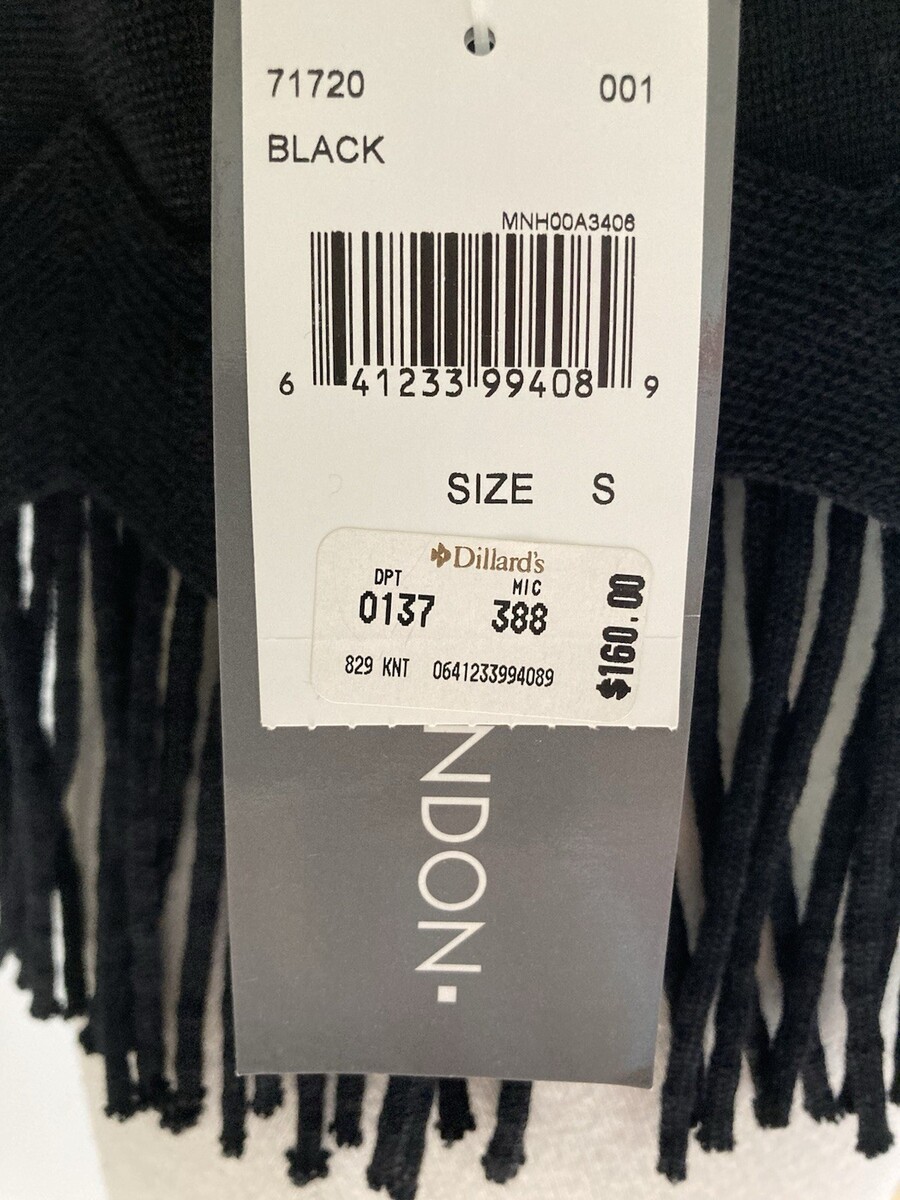 71720 001
BLACK
MNH00A3406
6 41233 99408 9
SIZE S
Dillard's
DPT MIC
0137 388
$160.00
829 KNT 0641233994089
NDON.